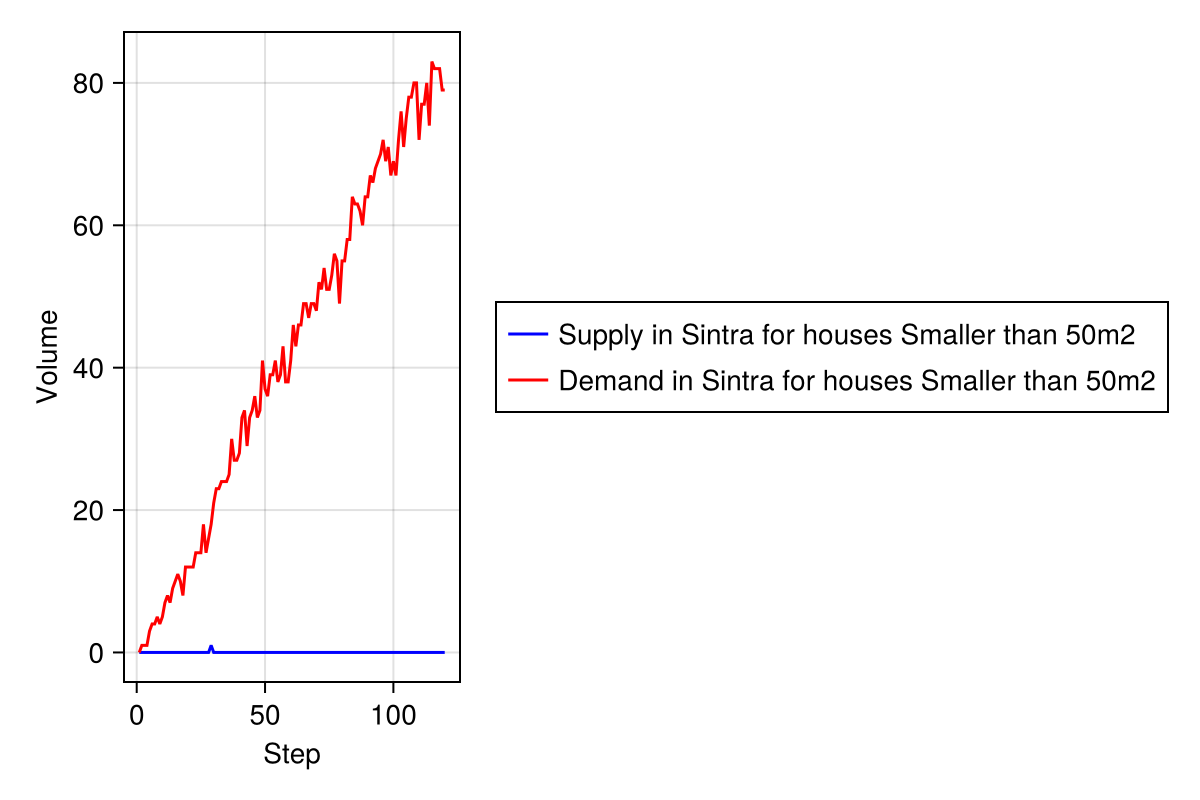 80
60
40
20
0
Volume
0 50 100
Step
Supply in Sintra for houses Smaller than 50m2
Demand in Sintra for houses Smaller than 50m2